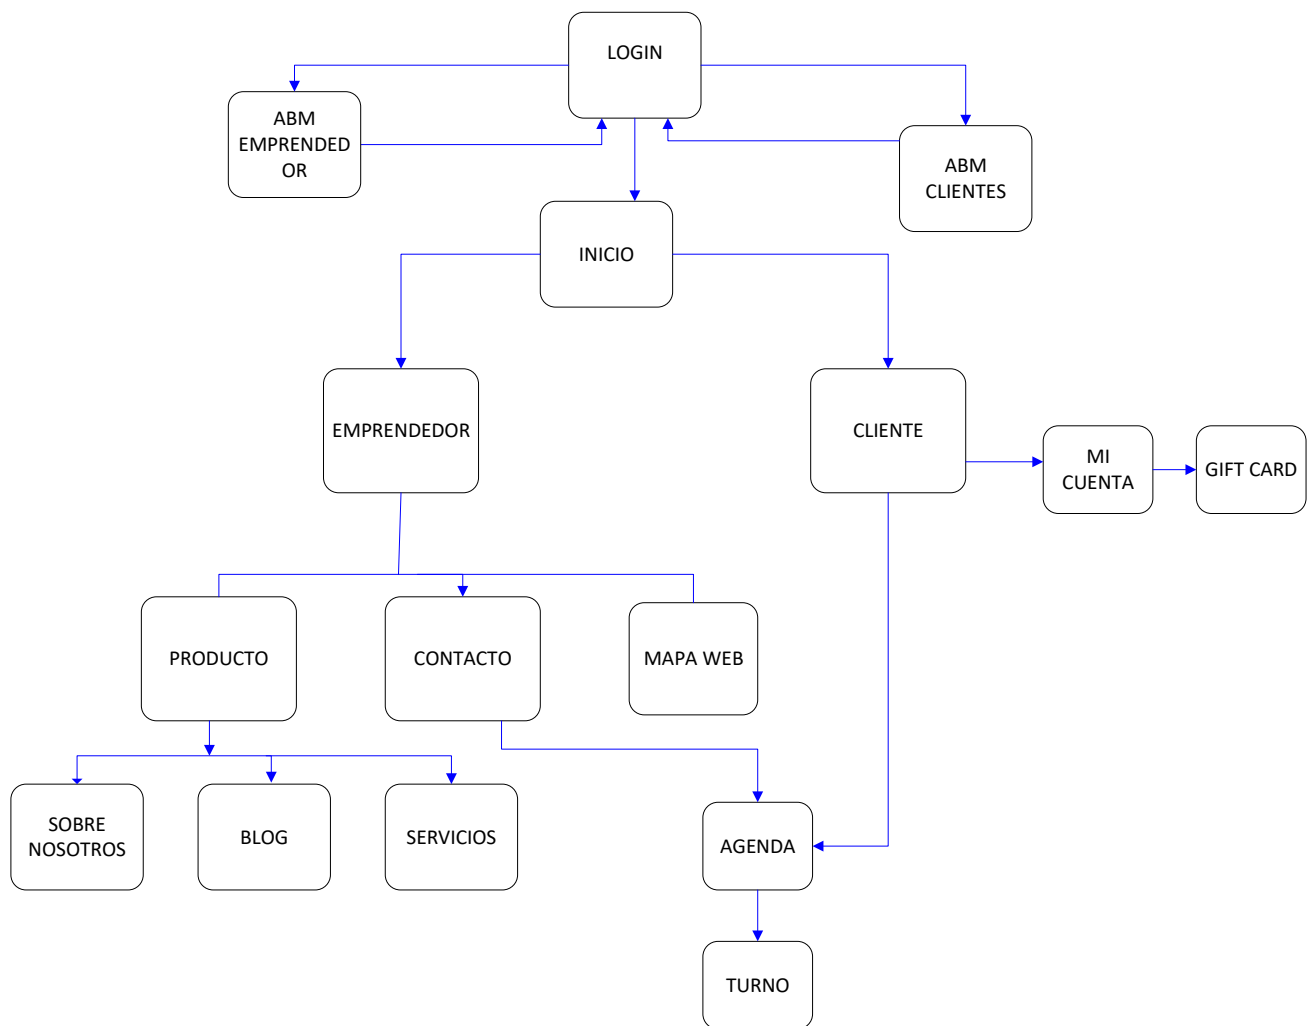 LOGIN
ABM
EMPRENDED
OR
ABM
CLIENTES
INICIO
EMPRENDEDOR
CLIENTE
MI
CUENTA
GIFT CARD
PRODUCTO
CONTACTO
MAPA WEB
SOBRE
NOSOTROS
BLOG
SERVICIOS
AGENDA
TURNO